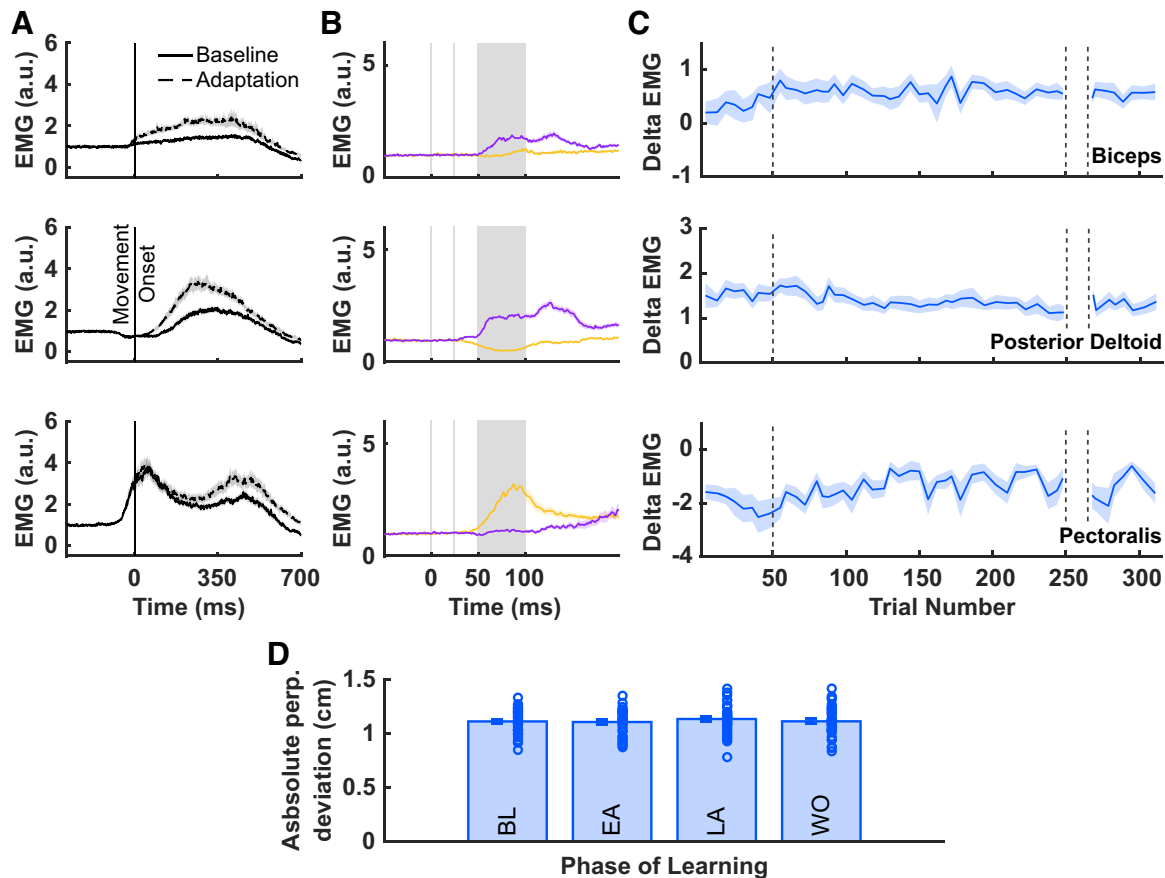 A
EMG (a.u.)
6
4
2
0
Baseline
Adaptation
EMG (a.u.)
6
4
2
0
Movement
Onset
EMG (a.u.)
6
4
2
0
0
350
700
Time (ms)
B
EMG (a.u.)
5
0
EMG (a.u.)
5
0
EMG (a.u.)
5
0
0
50
100
Time (ms)
C
Delta EMG
1
0
-1
Biceps
Delta EMG
3
2
1
0
Posterior Deltoid
Delta EMG
0
-2
-4
Pectoralis
50
100
150
200
250
300
Trial Number
D
Asbsolute perp.
deviation (cm)
1.5
1
0.5
0
BL
EA
LA
WO
Phase of Learning